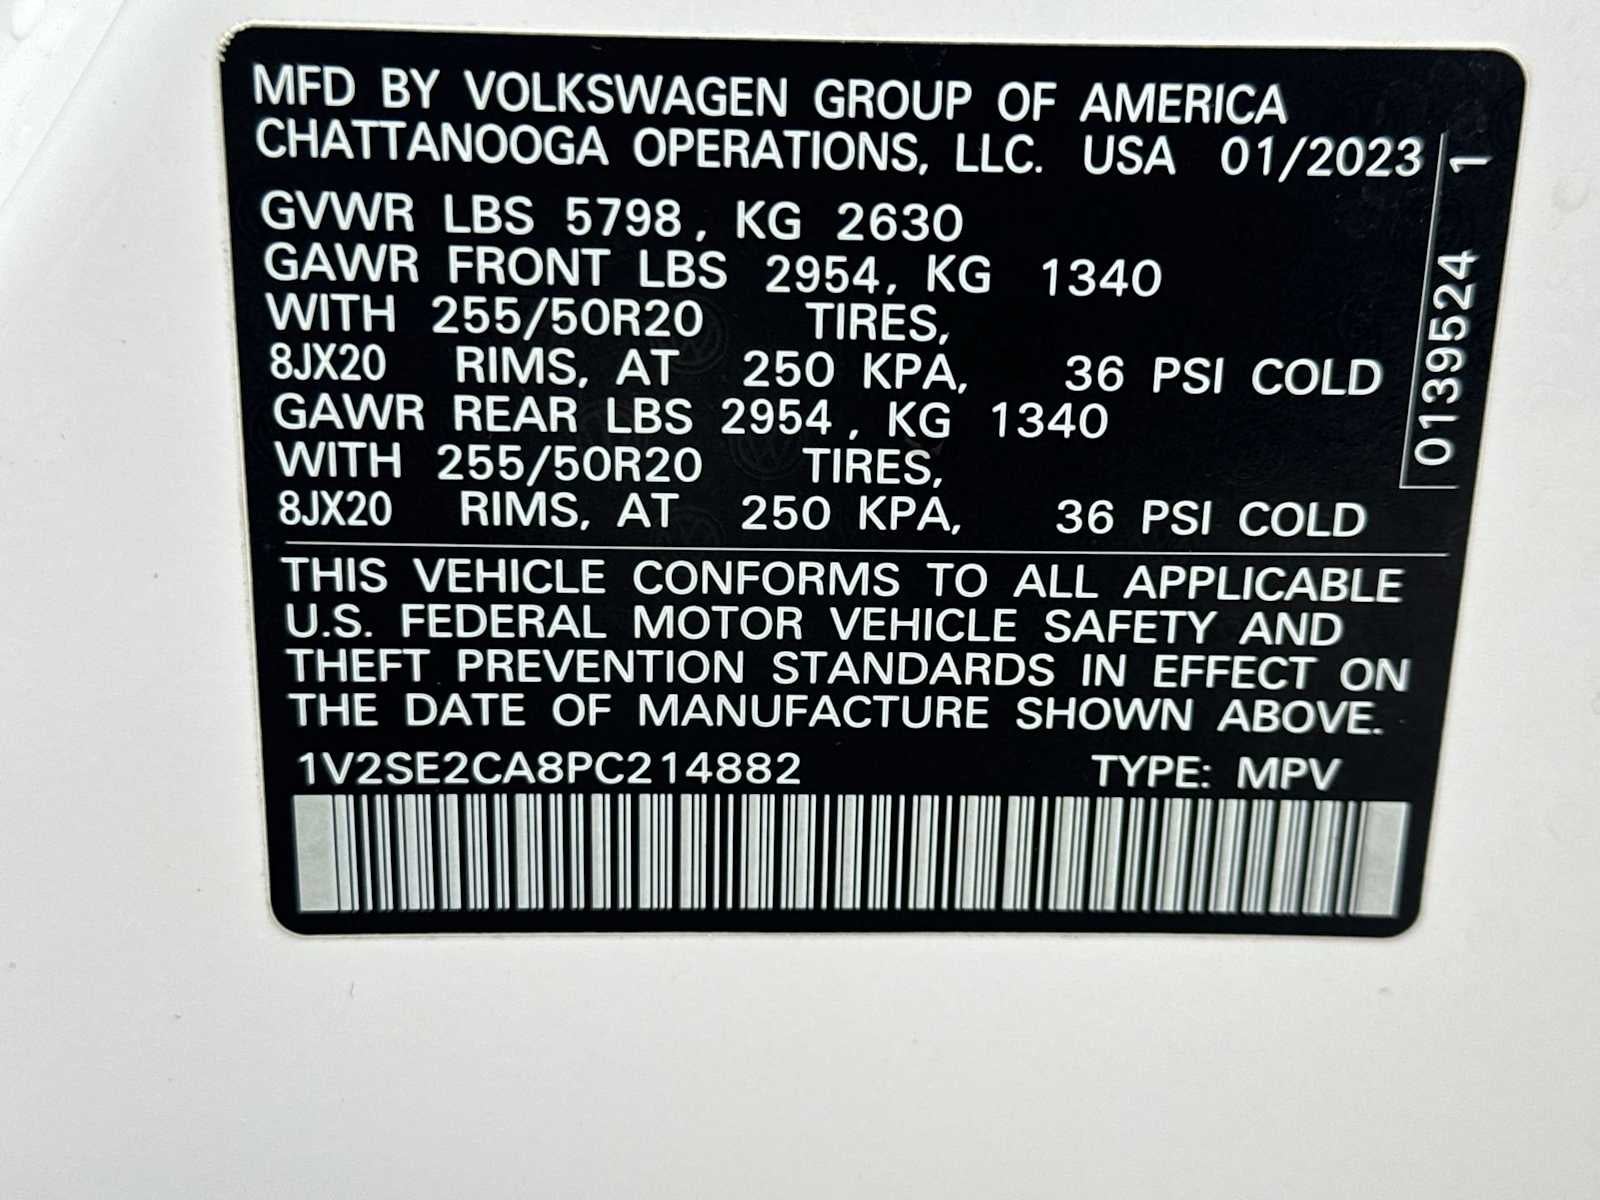 MFD BY VOLKSWAGEN GROUP OF AMERICA
CHATTANOOGA OPERATIONS, LLC. USA 01/2023
GVWR LBS 5798, KG 2630
GAWR FRONT LBS 2954, KG 1340
WITH 255/50R20 TIRES,
8JX20 RIMS, AT 250 KPA, 36 PSI COLD
GAWR REAR LBS 2954, KG 1340
WITH 255/50R20 TIRES,
8JX20 RIMS, AT 250 KPA, 36 PSI COLD
THIS VEHICLE CONFORMS TO ALL APPLICABLE
U.S. FEDERAL MOTOR VEHICLE SAFETY AND
THEFT PREVENTION STANDARDS IN EFFECT ON
THE DATE OF MANUFACTURE SHOWN ABOVE.
1V2SE2CA8PC214882 TYPE: MPV
0139524 1